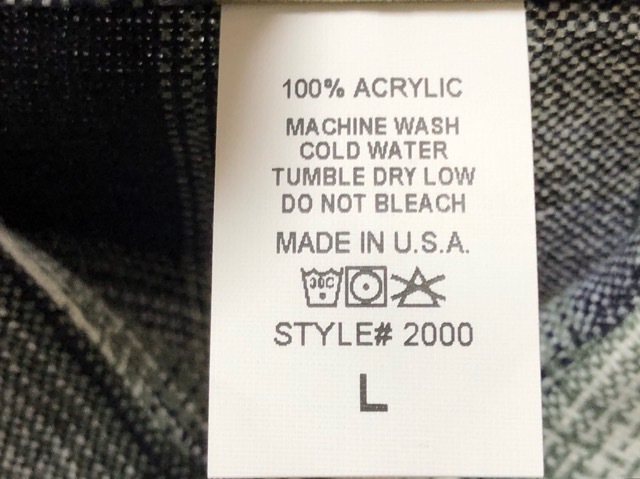 100% ACRYLIC
MACHINE WASH
COLD WATER
TUMBLE DRY LOW
DO NOT BLEACH
MADE IN U.S.A.
30C
STYLE# 2000
L